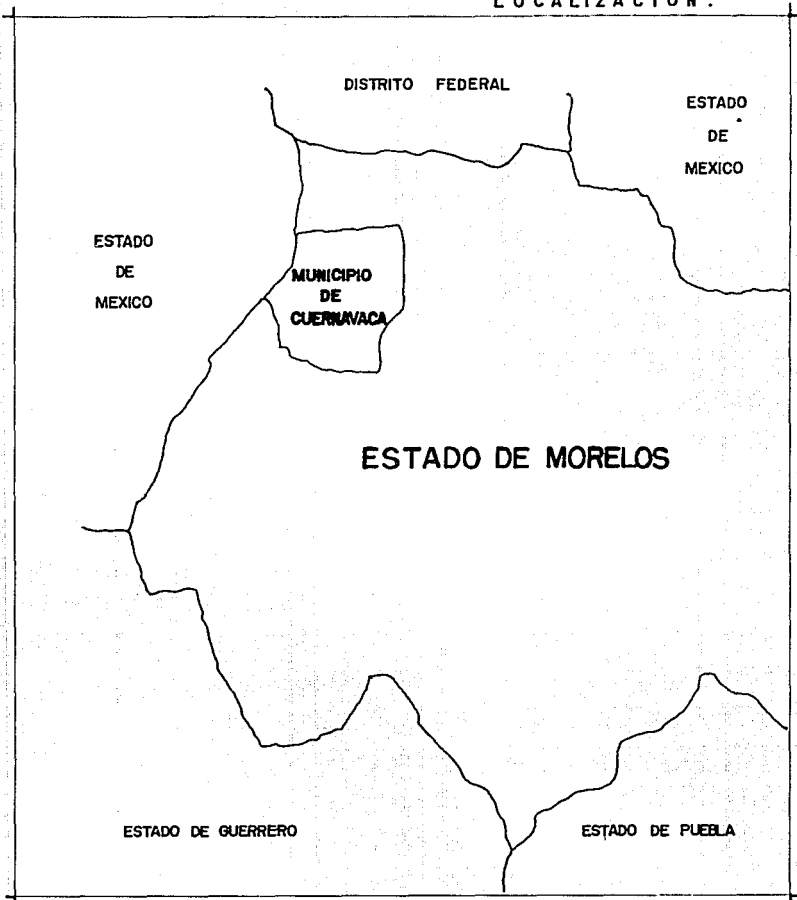 LOCALIZACION.
DISTRITO FEDERAL
ESTADO
DE
MEXICO
ESTADO
DE
MEXICO
MUNICIPIO
DE
CUERNAVACA
ESTADO DE MORELOS
ESTADO DE GUERRERO
ESTADO DE PUEBLA